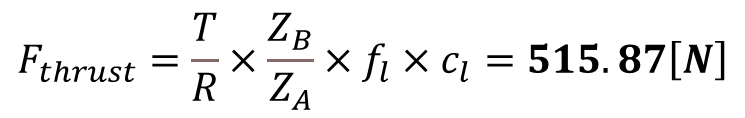 F_thrust = T/R × Z_B/Z_A × f_l × c_l = 515.87[N]